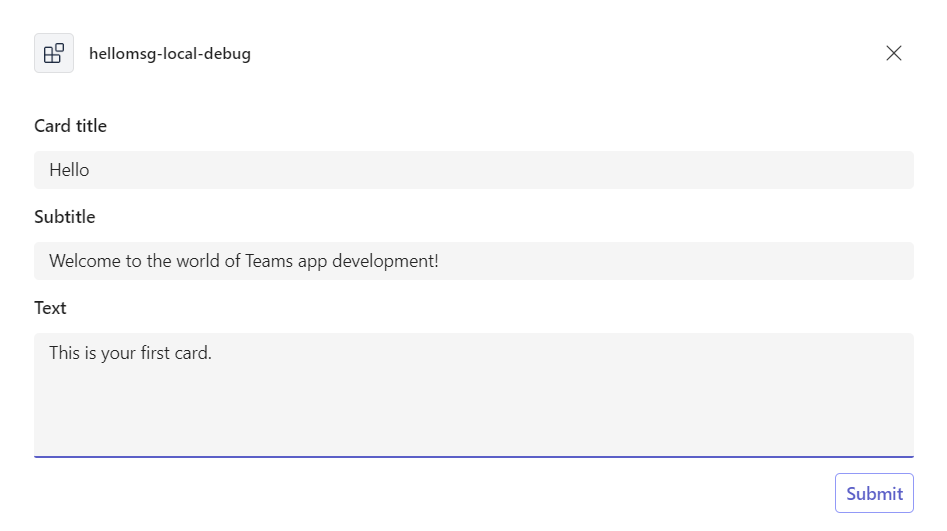 hellomsg-local-debug
Card title
Hello
Subtitle
Welcome to the world of Teams app development!
Text
This is your first card.
Submit